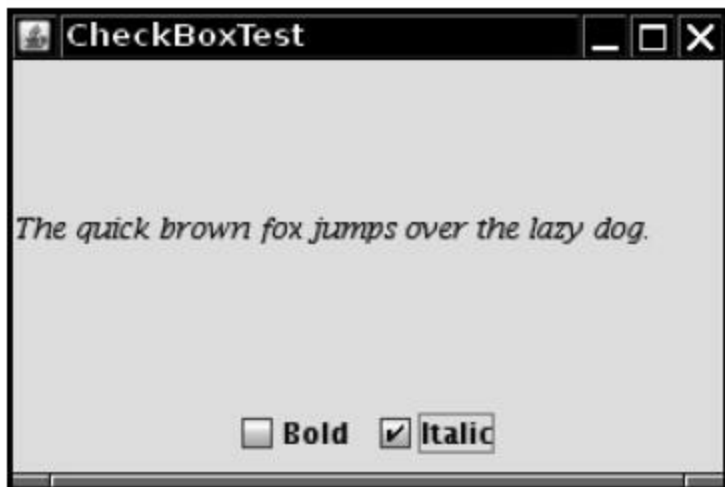 CheckBoxTest
The quick brown fox jumps over the lazy dog.
Bold Italic